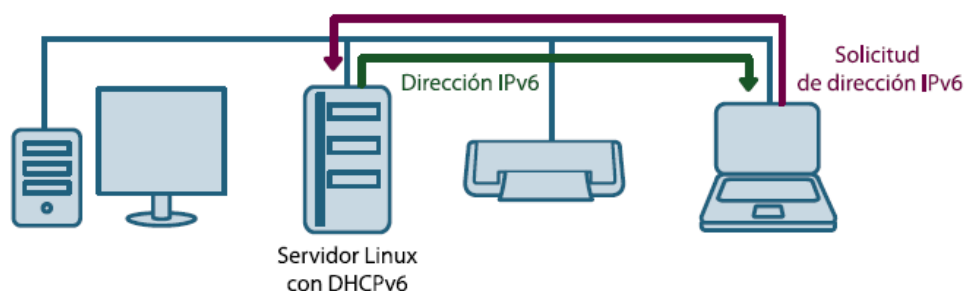 Dirección IPv6
Solicitud
de dirección IPv6
Servidor Linux
con DHCPv6